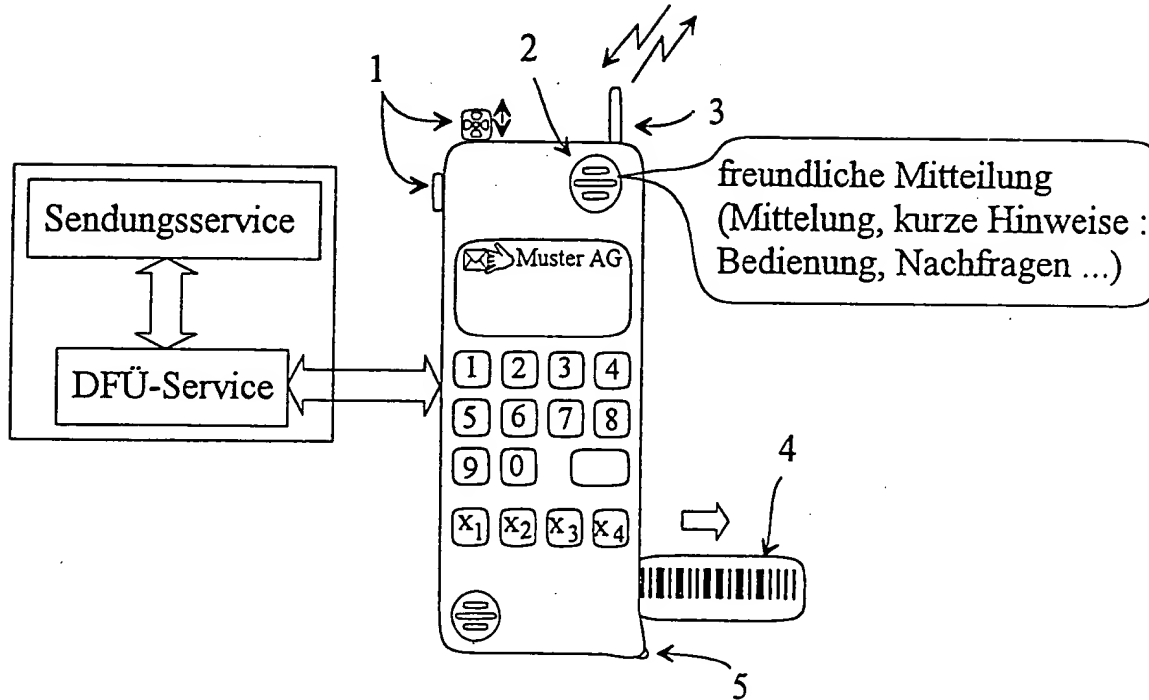 2
1
3
freundliche Mitteilung
(Mittelung, kurze Hinweise :
Bedienung, Nachfragen ...)
Sendungsservice
Muster AG
DFÜ-Service
1 2 3 4
5 6 7 8
9 0
x1 x2 x3 x4
4
5